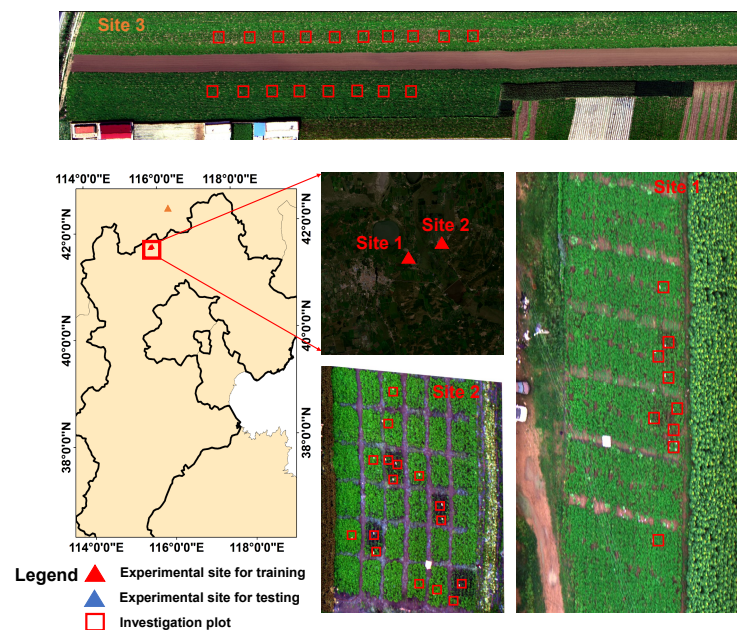 Site 3
114°0'0"E 116°0'0"E 118°0'0"E
42°0'0"N 42°0'0"N
40°0'0"N 40°0'0"N
38°0'0"N 38°0'0"N
114°0'0"E 116°0'0"E 118°0'0"E
Site 1 Site 2
Site 1
Site 2
Legend
Experimental site for training
Experimental site for testing
Investigation plot